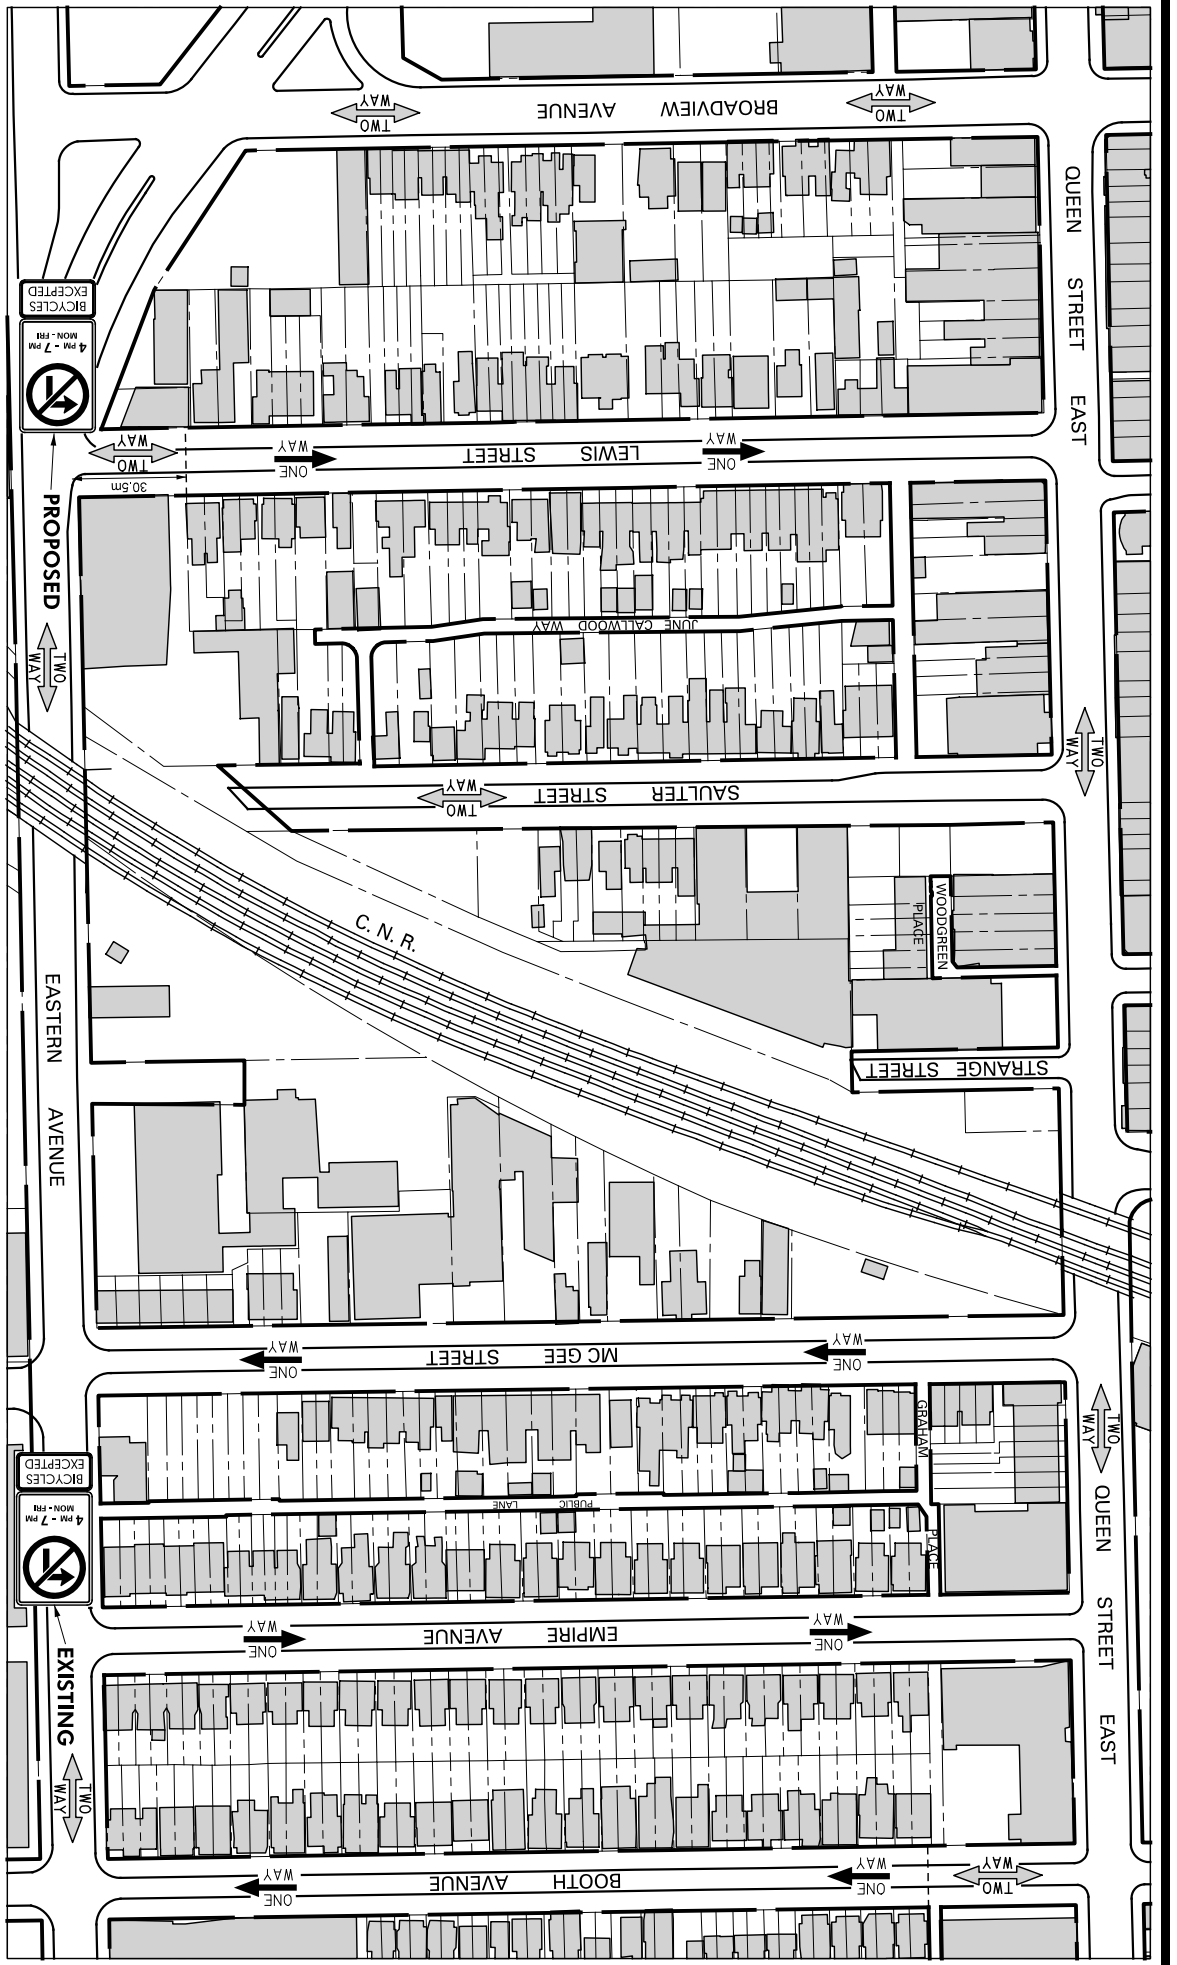 TWO
WAY
BROADVIEW AVENUE
TWO
WAY
QUEEN STREET EAST
BICYCLES
EXCEPTED
4 PM - 7 PM
MON - FRI
PROPOSED
TWO
WAY
30.5m
ONE
WAY
LEWIS STREET
ONE
WAY
TWO
WAY
JUNE CALLWOOD WAY
TWO
WAY
SAULTER STREET
TWO
WAY
WOODGREEN
PLACE
C. N. R.
EASTERN AVENUE
STRANGE STREET
ONE
WAY
MC GEE STREET
ONE
WAY
GRAHAM
PLACE
PUBLIC LANE
TWO
WAY
QUEEN STREET EAST
BICYCLES
EXCEPTED
4 PM - 7 PM
MON - FRI
EXISTING
TWO
WAY
ONE
WAY
EMPIRE AVENUE
ONE
WAY
ONE
WAY
BOOTH AVENUE
ONE
WAY
TWO
WAY